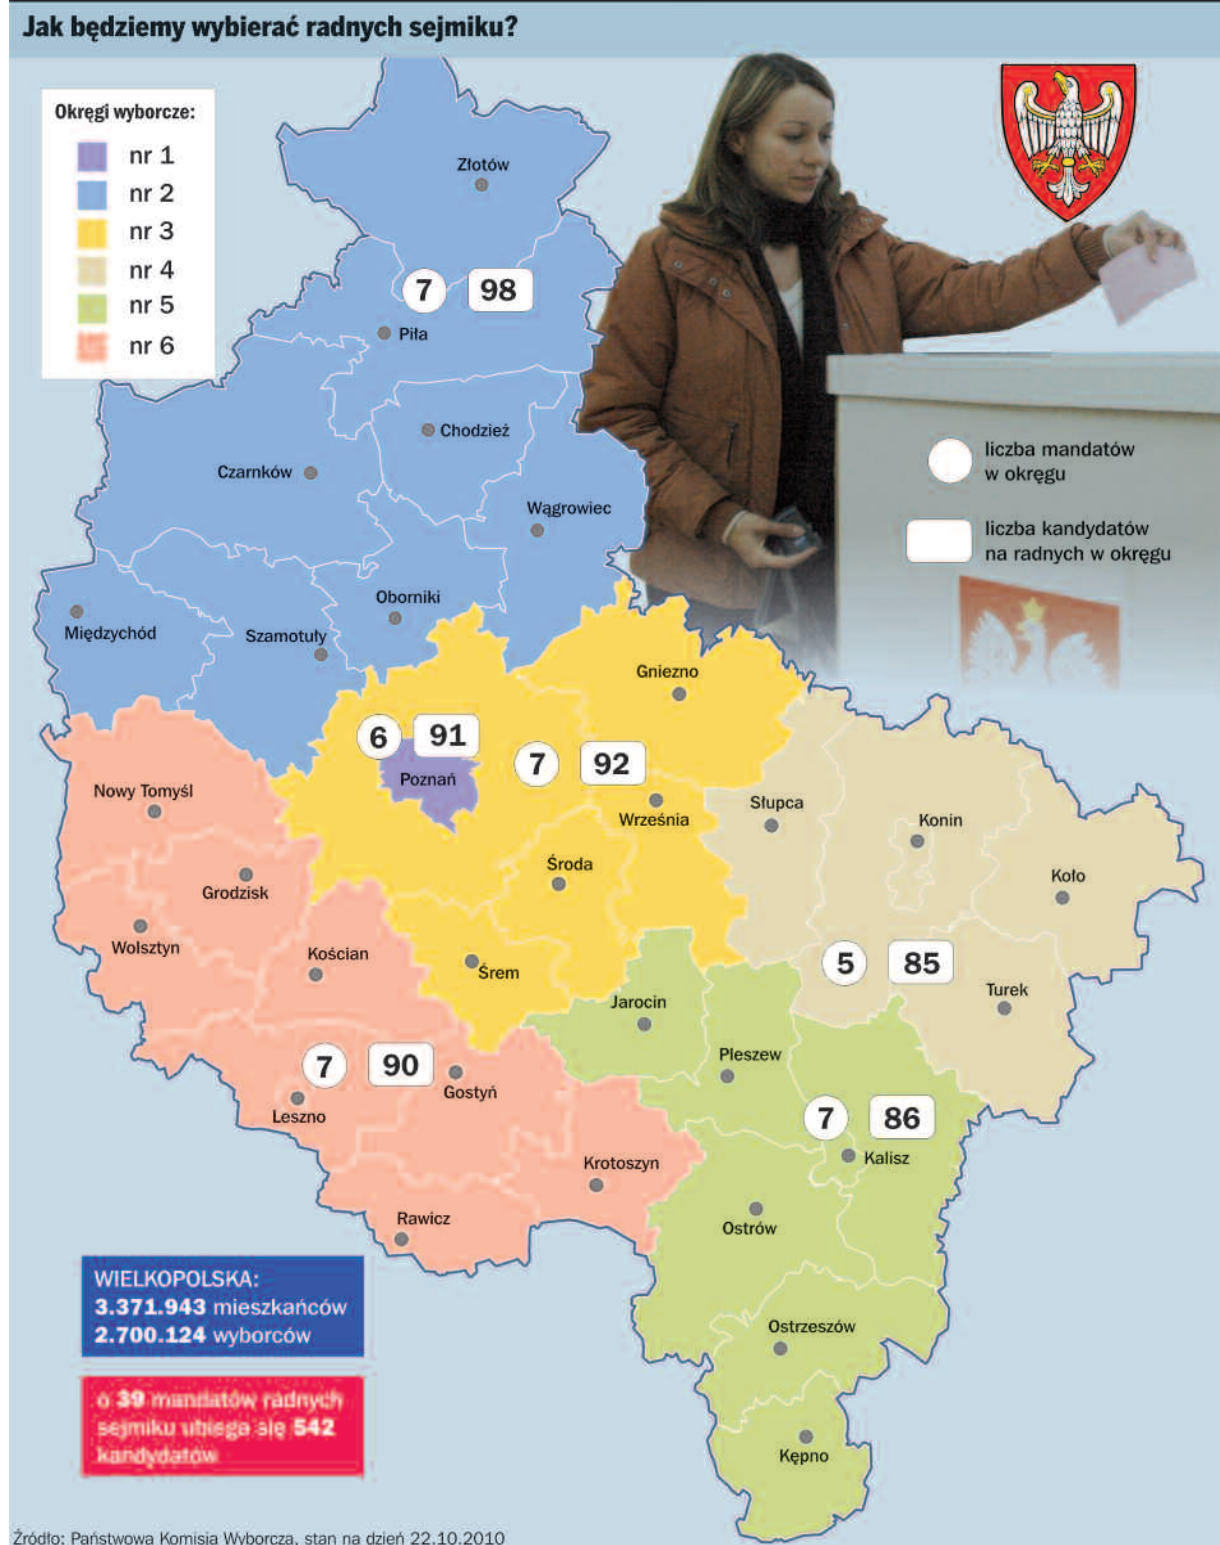 Jak będziemy wybierać radnych sejmiku?
Okręgi wyborcze:
nr 1
nr 2
nr 3
nr 4
nr 5
nr 6
Złotów
7 98
Piła
Chodzież
Czarnków
Wągrowiec
liczba mandatów
w okręgu
liczba kandydatów
na radnych w okręgu
Oborniki
Międzychód
Szamotuły
Gniezno
6 91
7 92
Poznań
Nowy Tomyśl
Września
Słupca
Konin
Środa
Koło
Grodzisk
Wolsztyn
Kościan
Śrem
5 85
Turek
Jarocin
Pleszew
7 90
Gostyń
Leszno
7 86
Kalisz
Krotoszyn
Rawicz
Ostrów
WIELKOPOLSKA:
3.371.943 mieszkańców
2.700.124 wyborców
Ostrzeszów
o 39 mandatów radnych
sejmiku ubiega się 542
kandydatów
Kępno
Źródło: Państwowa Komisja Wyborcza, stan na dzień 22.10.2010